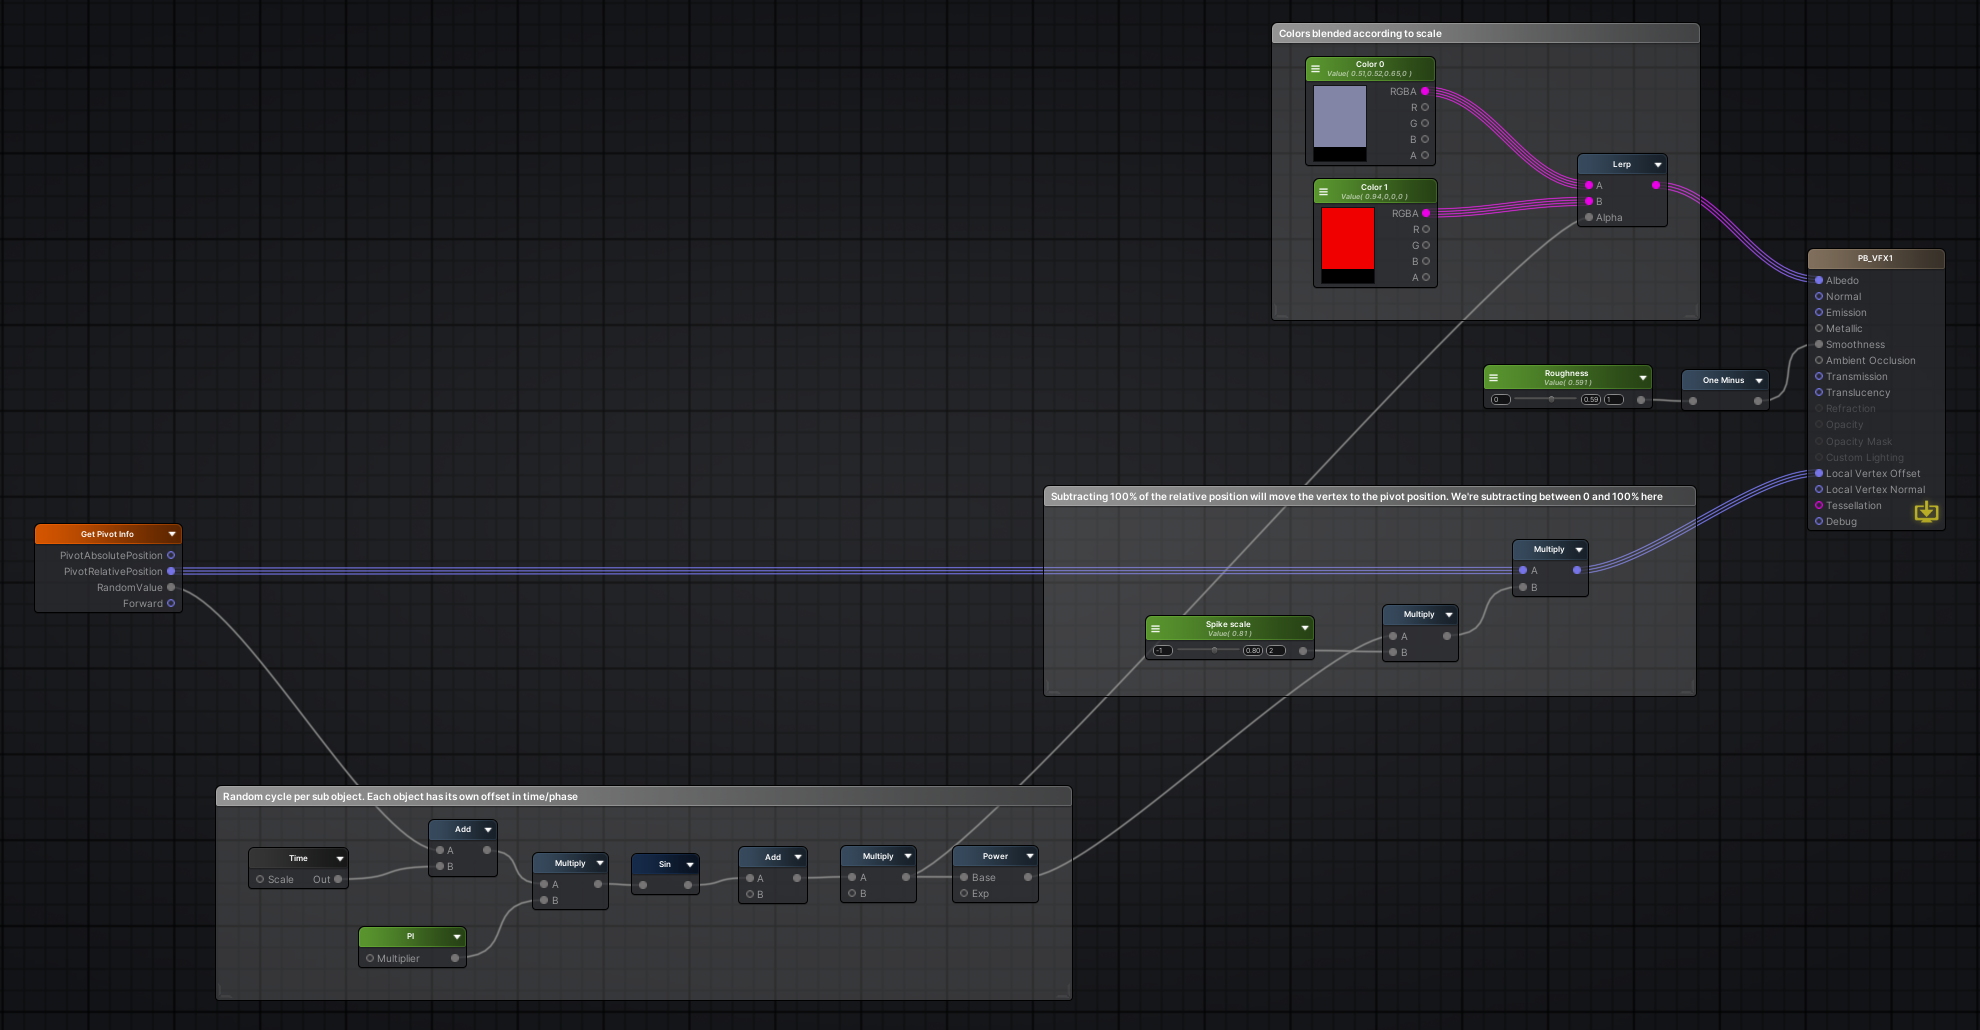 Colors blended according to scale
Color 0
Value( 0.51,0.52,0.65,0 )
RGBA
R
G
B
A
Color 1
Value( 0.94,0,0,0 )
RGBA
R
G
B
A
Lerp
A
B
Alpha
PB_VFX1
Albedo
Normal
Emission
Metallic
Smoothness
Ambient Occlusion
Transmission
Translucency
Refraction
Opacity
Opacity Mask
Custom Lighting
Local Vertex Offset
Local Vertex Normal
Tessellation
Debug
Roughness
Value( 0.591 )
0 0.59 1
One Minus
Subtracting 100% of the relative position will move the vertex to the pivot position. We're subtracting between 0 and 100% here
Multiply
A
B
Spike scale
Value( 0.81 )
-1 0.80 2
Multiply
A
B
Get Pivot Info
PivotAbsolutePosition
PivotRelativePosition
RandomValue
Forward
Random cycle per sub object. Each object has its own offset in time/phase
Time
Scale Out
Add
A
B
PI
Multiplier
Multiply
A
B
Sin
Add
A
B
Multiply
A
B
Power
Base
Exp